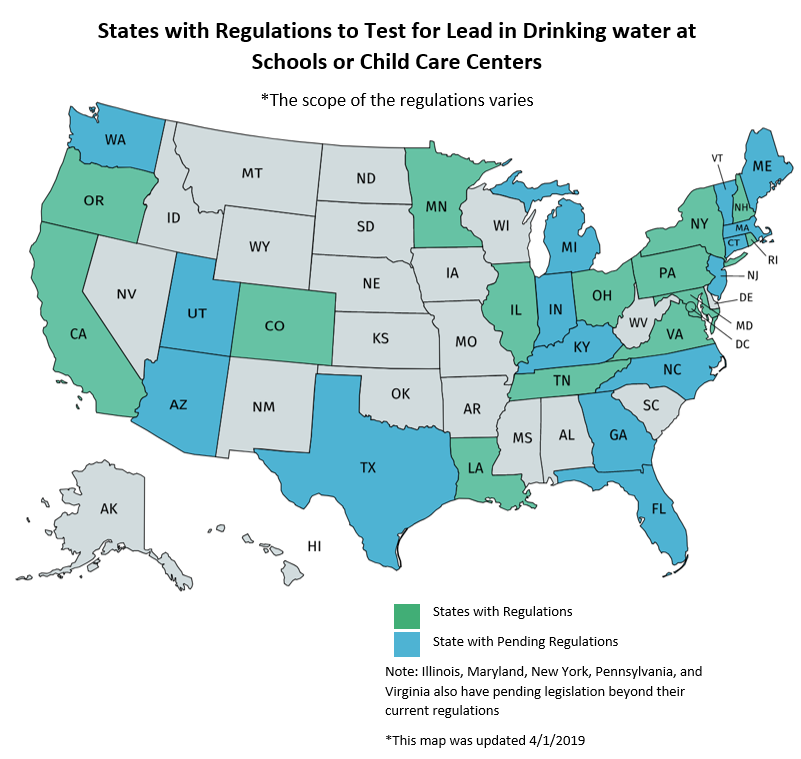 States with Regulations to Test for Lead in Drinking water at
Schools or Child Care Centers
*The scope of the regulations varies
WA
MT
ND
MN
VT
ME
OR
ID
SD
WI
NY
NH
MA
CT
RI
WY
MI
IA
PA
NJ
NV
NE
IL
IN
OH
DE
UT
CO
KS
MO
WV
VA
MD
DC
CA
KY
NC
AZ
NM
OK
AR
TN
SC
MS
AL
GA
TX
LA
FL
AK
HI
States with Regulations
State with Pending Regulations
Note: Illinois, Maryland, New York, Pennsylvania, and
Virginia also have pending legislation beyond their
current regulations
*This map was updated 4/1/2019